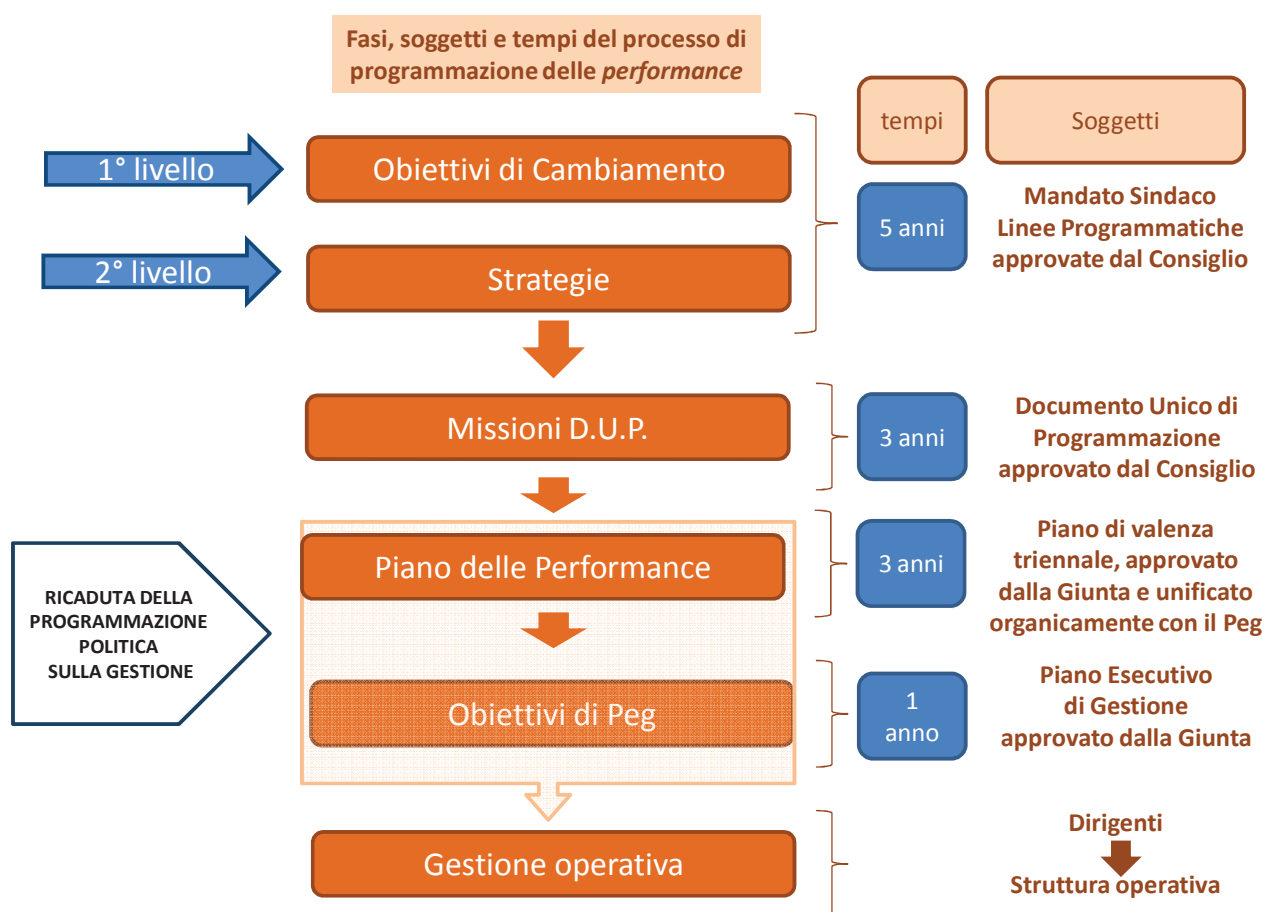 Fasi, soggetti e tempi del processo di
programmazione delle performance
tempi
Soggetti
1° livello
Obiettivi di Cambiamento
2° livello
Strategie
5 anni
Mandato Sindaco
Linee Programmatiche
approvate dal Consiglio
Missioni D.U.P.
3 anni
Documento Unico di
Programmazione
approvato dal Consiglio
RICADUTA DELLA
PROGRAMMAZIONE
POLITICA
SULLA GESTIONE
Piano delle Performance
3 anni
Piano di valenza
triennale, approvato
dalla Giunta e unificato
organicamente con il Peg
Obiettivi di Peg
1
anno
Piano Esecutivo
di Gestione
approvato dalla Giunta
Gestione operativa
Dirigenti
Struttura operativa